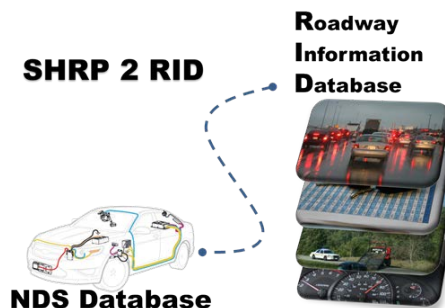 SHRP 2 RID
Roadway
Information
Database
NDS Database